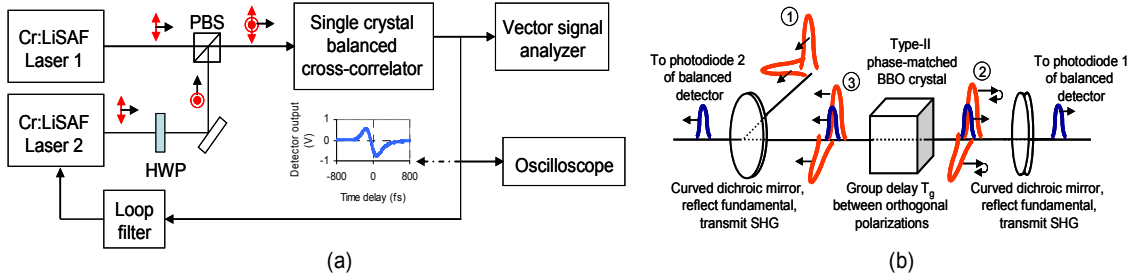 Cr:LiSAF
Laser 1
PBS
Single crystal
balanced
cross-correlator
Vector signal
analyzer
Cr:LiSAF
Laser 2
HWP
Detector output
(V)
1
0
-1
-800
0
800
Time delay (fs)
Oscilloscope
Loop
filter
(a)
1
To photodiode 2
of balanced
detector
3
Type-II
phase-matched
BBO crystal
2
To photodiode 1
of balanced
detector
Curved dichroic mirror,
reflect fundamental,
transmit SHG
Group delay Tg
between orthogonal
polarizations
Curved dichroic mirror,
reflect fundamental,
transmit SHG
(b)